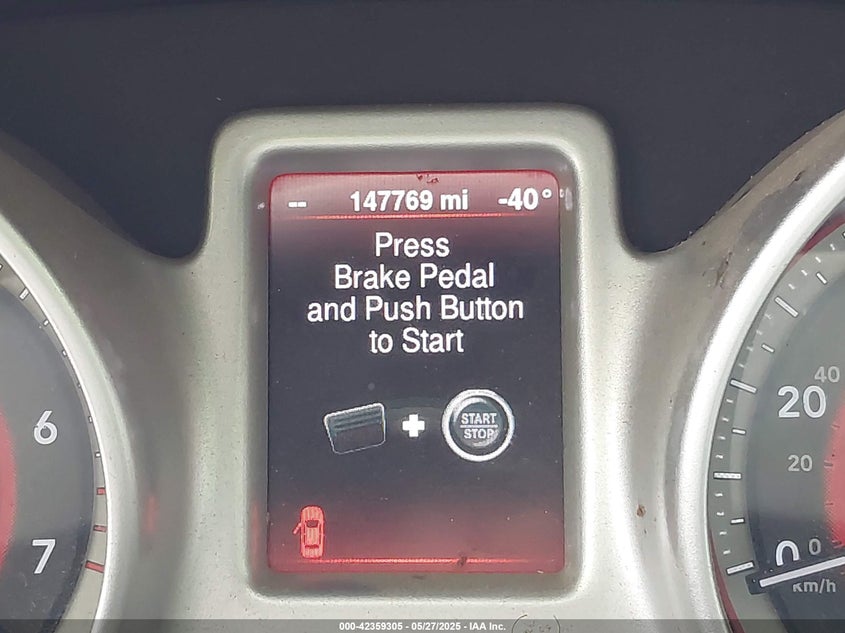 -- 147769 mi -40°
Press
Brake Pedal
and Push Button
to Start
START
STOP
6
7
40
20
20
0
0
km/h
000-42359305 - 05/27/2025 - IAA Inc.